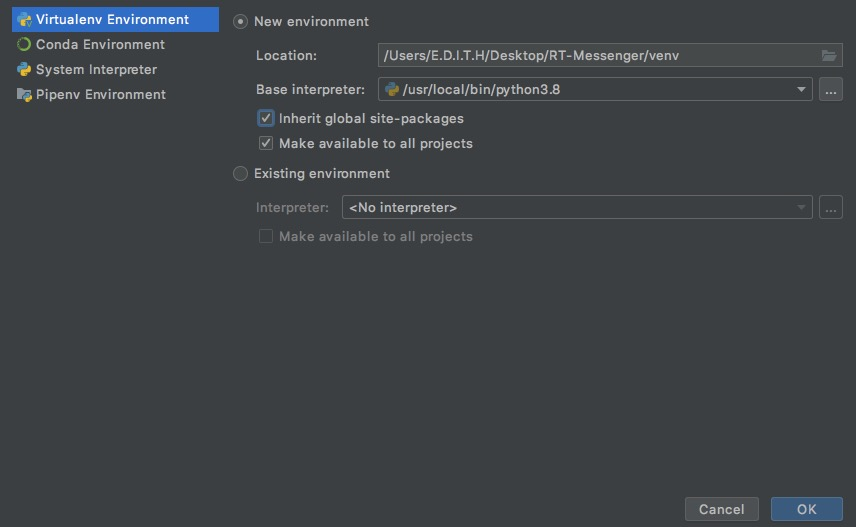 Virtualenv Environment
Conda Environment
System Interpreter
Pipenv Environment
New environment
Location: /Users/E.D.I.T.H/Desktop/RT-Messenger/venv
Base interpreter: /usr/local/bin/python3.8 ...
Inherit global site-packages
Make available to all projects
Existing environment
Interpreter: <No interpreter> ...
Make available to all projects
Cancel OK